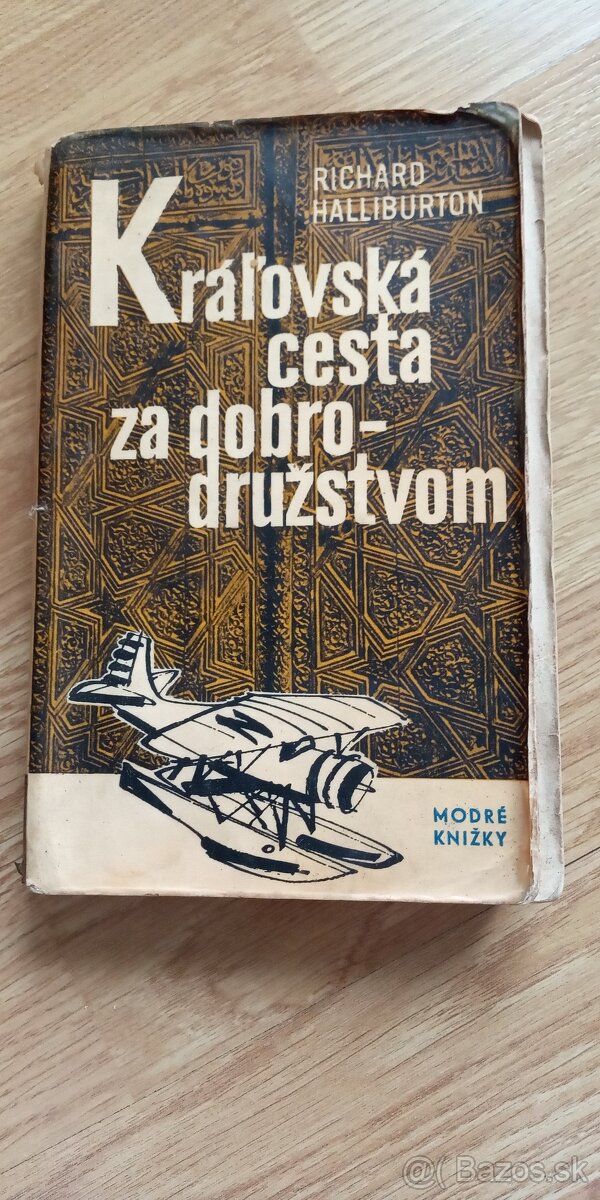 RICHARD
HALLIBURTON
Kráľovská
cesta
za dobro-
družstvom
MODRÉ
KNIŽKY
@ Bazos.sk